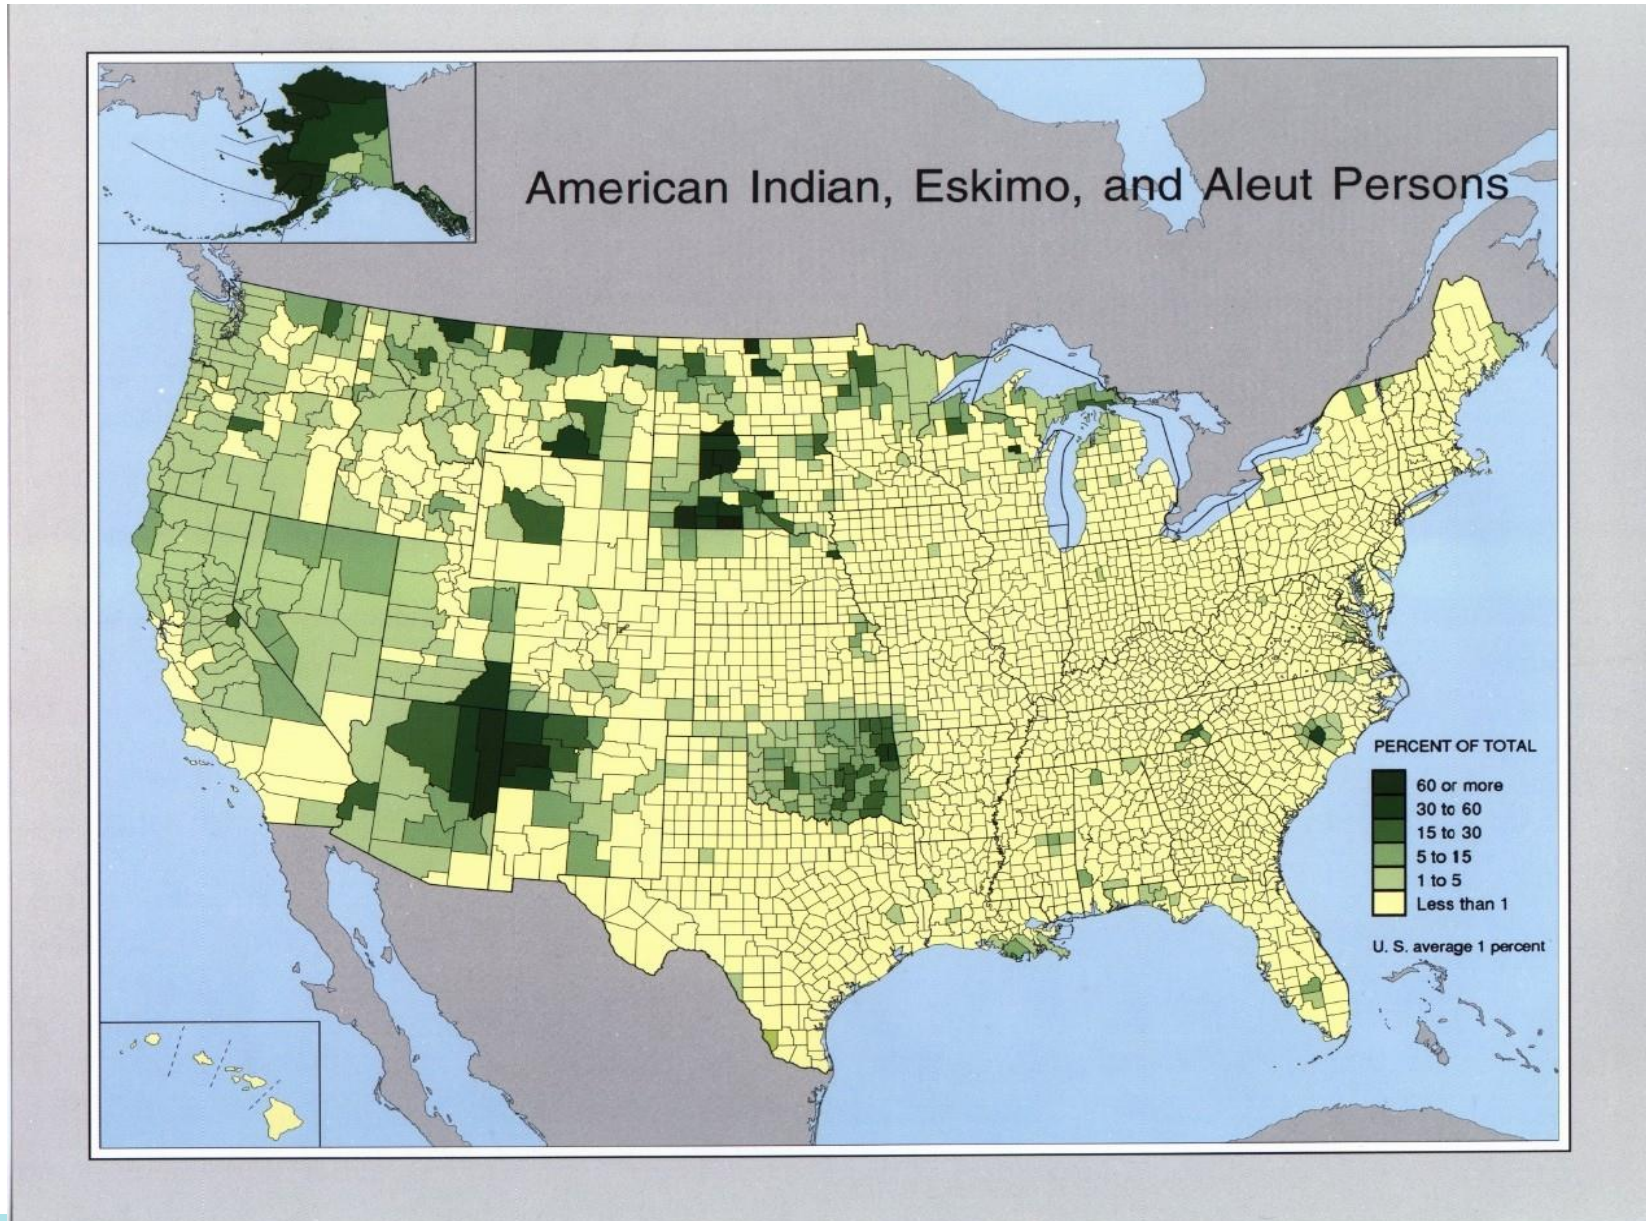 American Indian, Eskimo, and Aleut Persons
PERCENT OF TOTAL
60 or more
30 to 60
15 to 30
5 to 15
1 to 5
Less than 1
U. S. average 1 percent